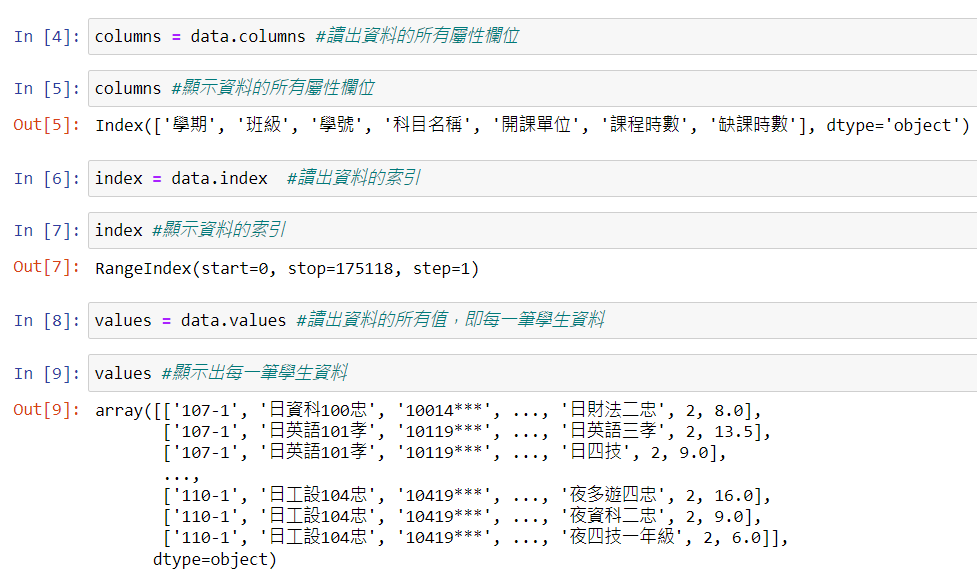 In [4]: columns = data.columns #讀出資料的所有屬性欄位
In [5]: columns #顯示資料的所有屬性欄位
Out[5]: Index(['學期', '班級', '學號', '科目名稱', '開課單位', '課程時數', '缺課時數'], dtype='object')
In [6]: index = data.index  #讀出資料的索引
In [7]: index #顯示資料的索引
Out[7]: RangeIndex(start=0, stop=175118, step=1)
In [8]: values = data.values #讀出資料的所有值，即每一筆學生資料
In [9]: values #顯示出每一筆學生資料
Out[9]: array([['107-1', '日資科100忠', '10014***', ..., '日財法二忠', 2, 8.0],
['107-1', '日英語101孝', '10119***', ..., '日英語三孝', 2, 13.5],
['107-1', '日英語101孝', '10119***', ..., '日四技', 2, 9.0],
...,
['110-1', '日工設104忠', '10419***', ..., '夜多遊四忠', 2, 16.0],
['110-1', '日工設104忠', '10419***', ..., '夜資科二忠', 2, 9.0],
['110-1', '日工設104忠', '10419***', ..., '夜四技一年級', 2, 6.0]],
dtype=object)